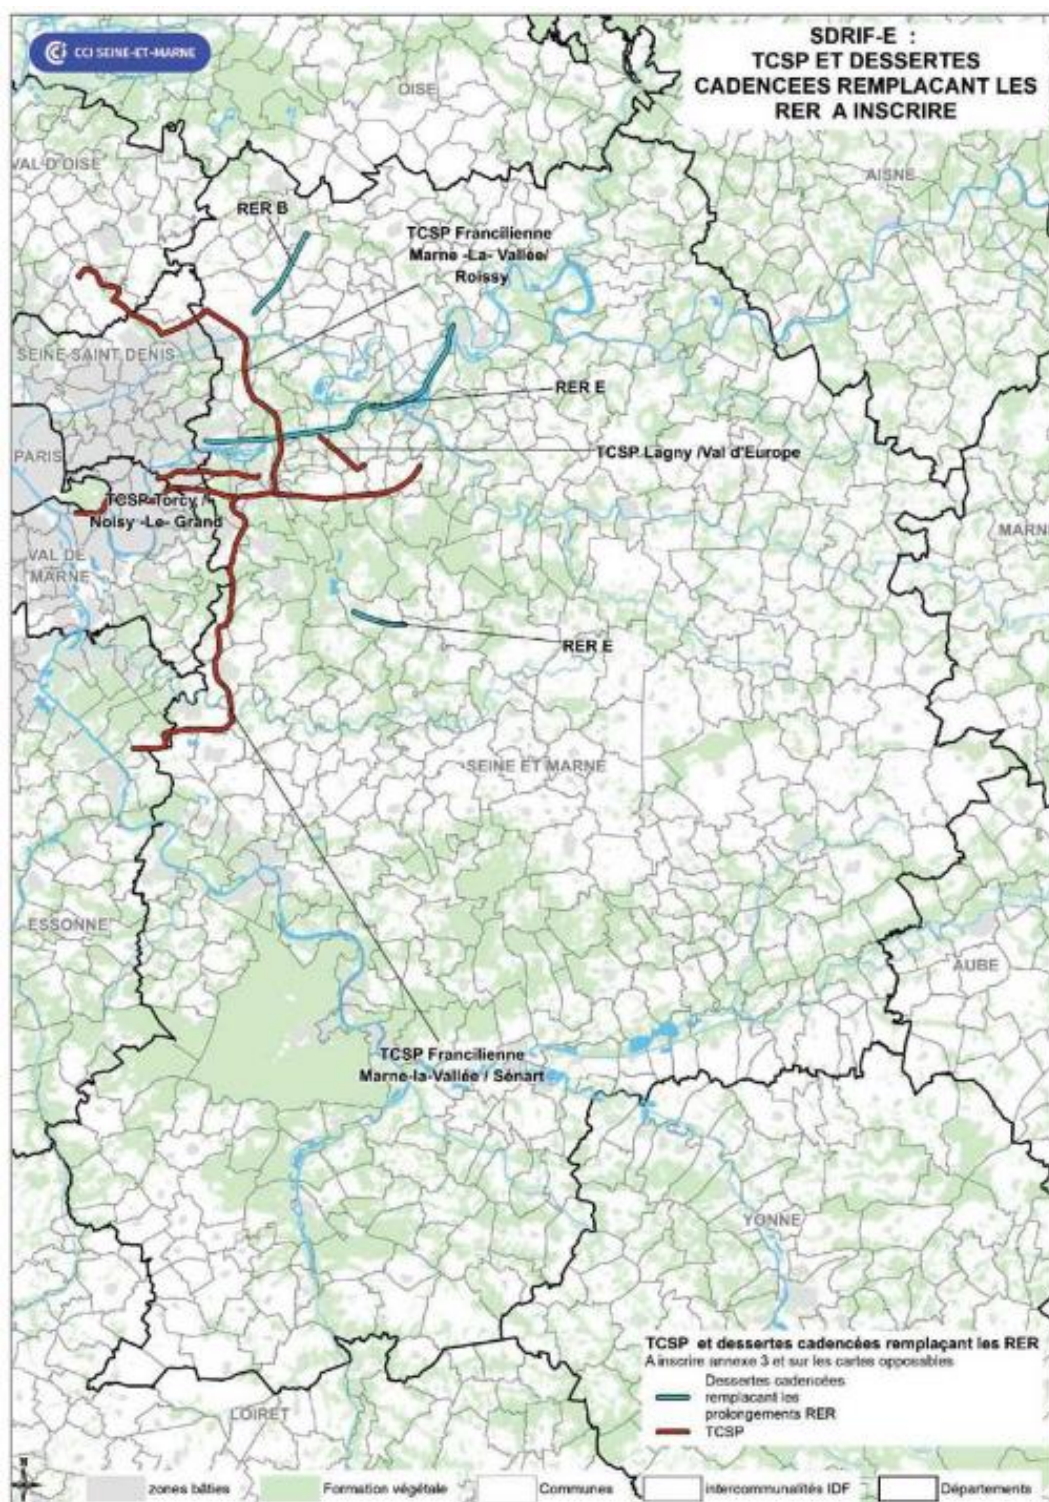 CCI SEINE-ET-MARNE
SDRIF-E :
TCSP ET DESSERTES
CADENCEES REMPLAÇANT LES
RER A INSCRIRE
OISE
VAL D'OISE
AISNE
RER B
TCSP Francilienne
Marne -La- Vallée/
Roissy
SEINE-SAINT DENIS
RER E
PARIS
TCSP Lagny /Val d'Europe
TCSP Torcy /
Noisy -Le- Grand
MARNE
VAL DE
MARNE
RER E
SEINE ET MARNE
ESSONNE
AUBE
TCSP Francilienne
Marne-la-Vallée / Sénart
YONNE
LOIRET
TCSP et dessertes cadencées remplaçant les RER
A inscrire annexe 3 et sur les cartes opposables
Dessertes cadencées
remplacant les
prolongements RER
TCSP
N
zones bâties
Formation végétale
Communes
intercommunalités IDF
Départements